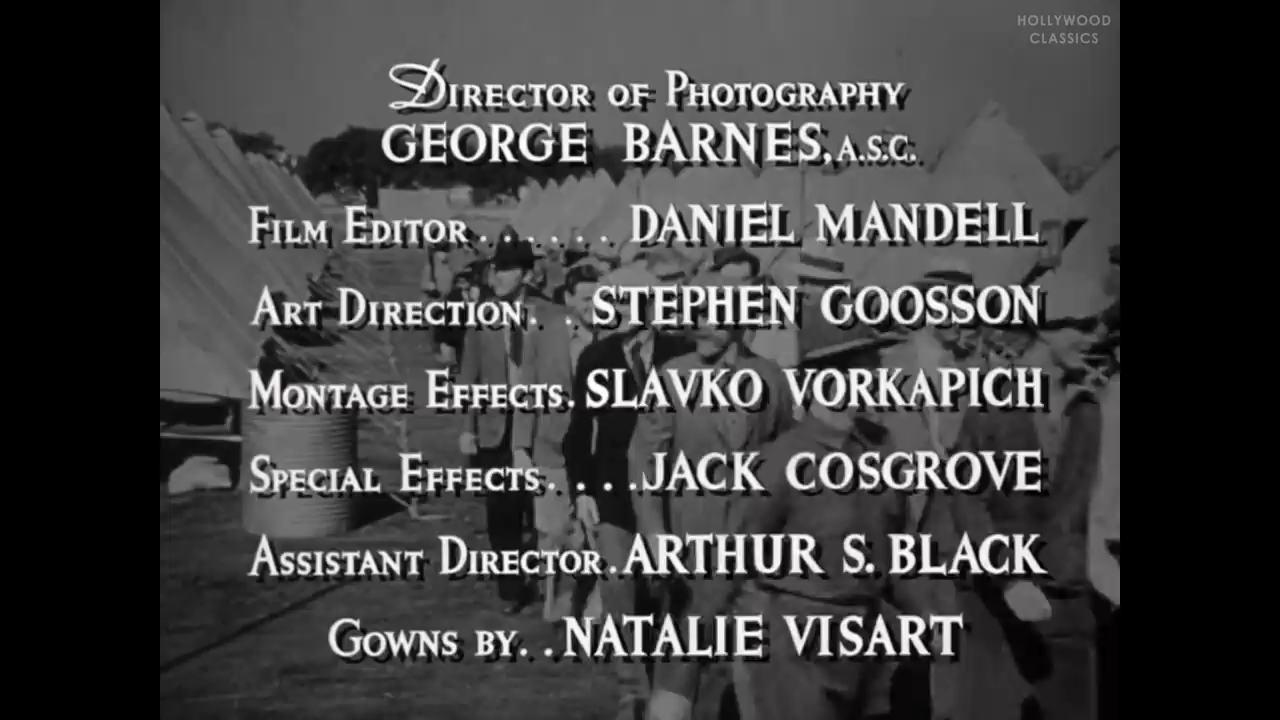 HOLLYWOOD
CLASSICS
DIRECTOR OF PHOTOGRAPHY
GEORGE BARNES, A.S.C.
FILM EDITOR . . . . . . DANIEL MANDELL
ART DIRECTION . . STEPHEN GOOSSON
MONTAGE EFFECTS . SLAVKO VORKAPICH
SPECIAL EFFECTS . . . . JACK COSGROVE
ASSISTANT DIRECTOR . ARTHUR S. BLACK
GOWNS BY . . NATALIE VISART